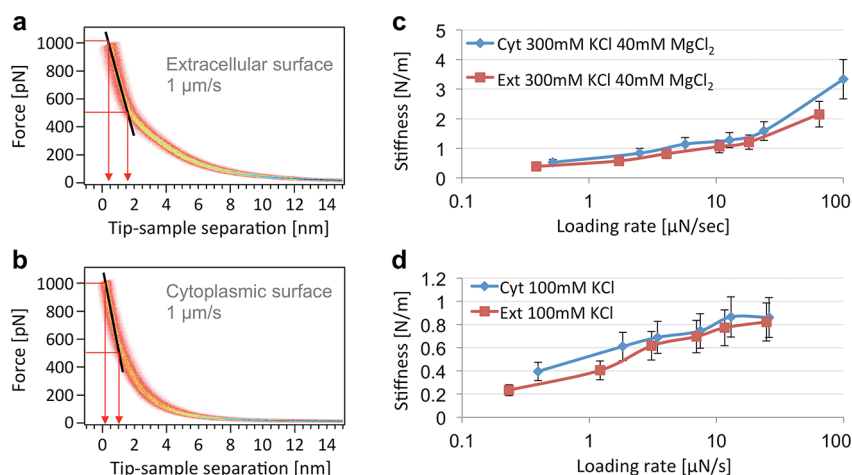 a
Force [pN]
1000
800
600
400
200
0
Extracellular surface
1 µm/s
0 2 4 6 8 10 12 14
Tip-sample separation [nm]
b
Force [pN]
1000
800
600
400
200
0
Cytoplasmic surface
1 µm/s
0 2 4 6 8 10 12 14
Tip-sample separation [nm]
c
Stiffness [N/m]
5
4
3
2
1
0
Cyt 300mM KCl 40mM MgCl2
Ext 300mM KCl 40mM MgCl2
0.1 1 10 100
Loading rate [µN/sec]
d
Stiffness [N/m]
1.2
1
0.8
0.6
0.4
0.2
0
Cyt 100mM KCl
Ext 100mM KCl
0.1 1 10 100
Loading rate [µN/s]